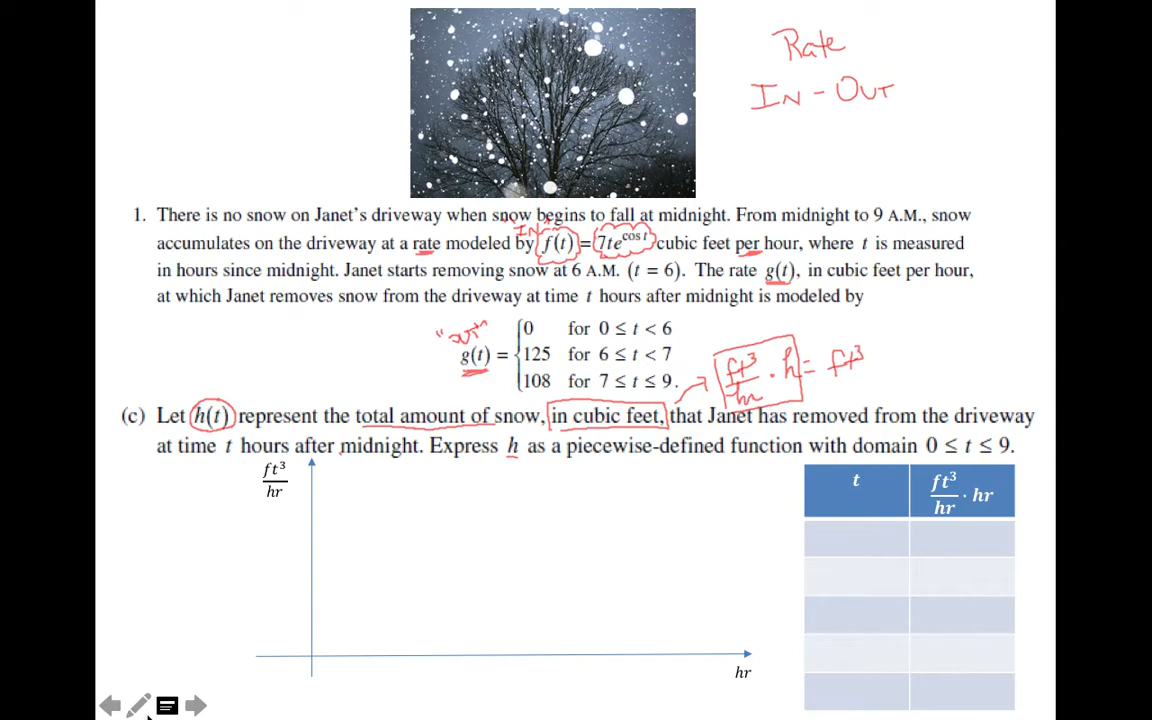 Rate
IN - OUT
1. There is no snow on Janet's driveway when snow begins to fall at midnight. From midnight to 9 A.M., snow
"IN"
accumulates on the driveway at a rate modeled by f(t) = 7te^{cos t} cubic feet per hour, where t is measured
in hours since midnight. Janet starts removing snow at 6 A.M. (t = 6). The rate g(t), in cubic feet per hour,
at which Janet removes snow from the driveway at time t hours after midnight is modeled by
"OUT"
0 for 0 ≤ t < 6
g(t) = { 125 for 6 ≤ t < 7
108 for 7 ≤ t ≤ 9.
ft³/hr · h = ft³
(c) Let h(t) represent the total amount of snow, in cubic feet, that Janet has removed from the driveway
at time t hours after midnight. Express h as a piecewise-defined function with domain 0 ≤ t ≤ 9.
ft³/hr
t
ft³/hr · hr
hr